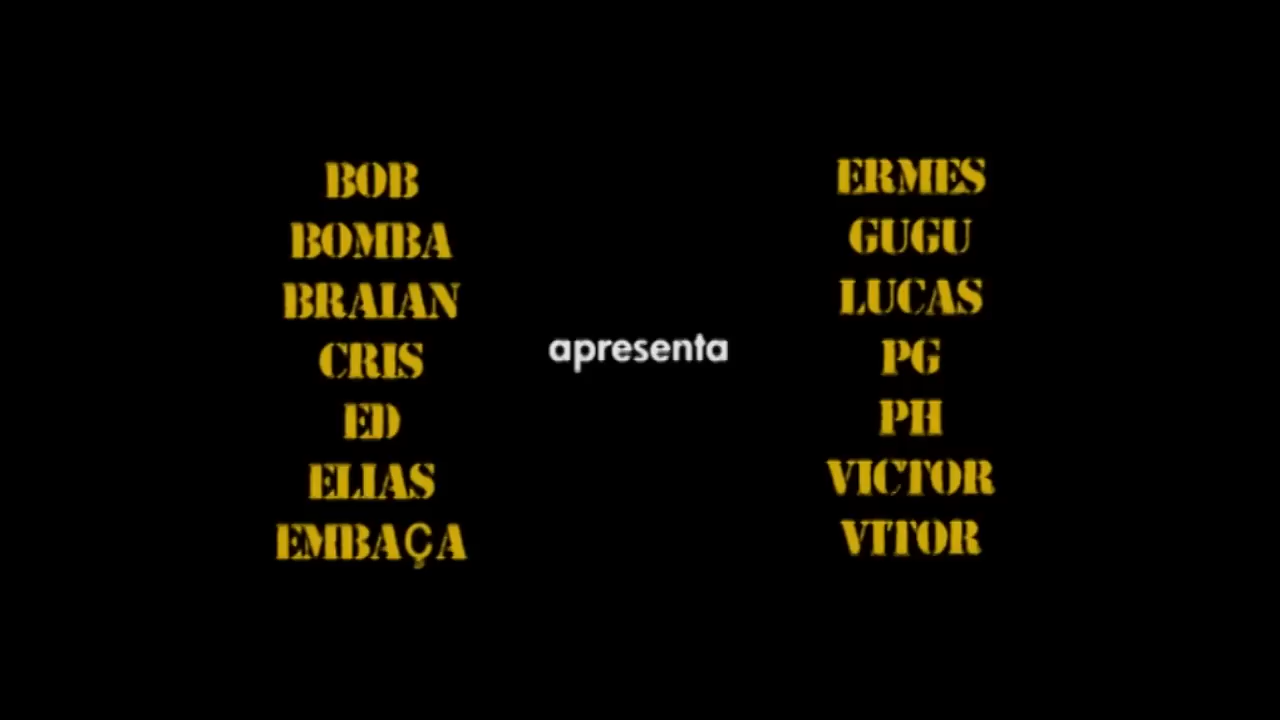 BOB
BOMBA
BRAIAN
CRIS
ED
ELIAS
EMBAÇA
apresenta
ERMES
GUGU
LUCAS
PG
PH
VICTOR
VITOR